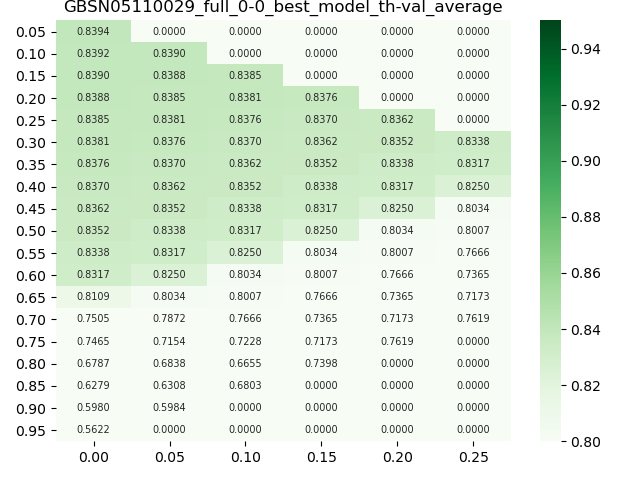 GBSN05110029_full_0-0_best_model_th-val_average
0.05 0.8394 0.0000 0.0000 0.0000 0.0000 0.0000
0.10 0.8392 0.8390 0.0000 0.0000 0.0000 0.0000
0.15 0.8390 0.8388 0.8385 0.0000 0.0000 0.0000
0.20 0.8388 0.8385 0.8381 0.8376 0.0000 0.0000
0.25 0.8385 0.8381 0.8376 0.8370 0.8362 0.0000
0.30 0.8381 0.8376 0.8370 0.8362 0.8352 0.8338
0.35 0.8376 0.8370 0.8362 0.8352 0.8338 0.8317
0.40 0.8370 0.8362 0.8352 0.8338 0.8317 0.8250
0.45 0.8362 0.8352 0.8338 0.8317 0.8250 0.8034
0.50 0.8352 0.8338 0.8317 0.8250 0.8034 0.8007
0.55 0.8338 0.8317 0.8250 0.8034 0.8007 0.7666
0.60 0.8317 0.8250 0.8034 0.8007 0.7666 0.7365
0.65 0.8109 0.8034 0.8007 0.7666 0.7365 0.7173
0.70 0.7505 0.7872 0.7666 0.7365 0.7173 0.7619
0.75 0.7465 0.7154 0.7228 0.7173 0.7619 0.0000
0.80 0.6787 0.6838 0.6655 0.7398 0.0000 0.0000
0.85 0.6279 0.6308 0.6803 0.0000 0.0000 0.0000
0.90 0.5980 0.5984 0.0000 0.0000 0.0000 0.0000
0.95 0.5622 0.0000 0.0000 0.0000 0.0000 0.0000
0.00 0.05 0.10 0.15 0.20 0.25
0.94
0.92
0.90
0.88
0.86
0.84
0.82
0.80